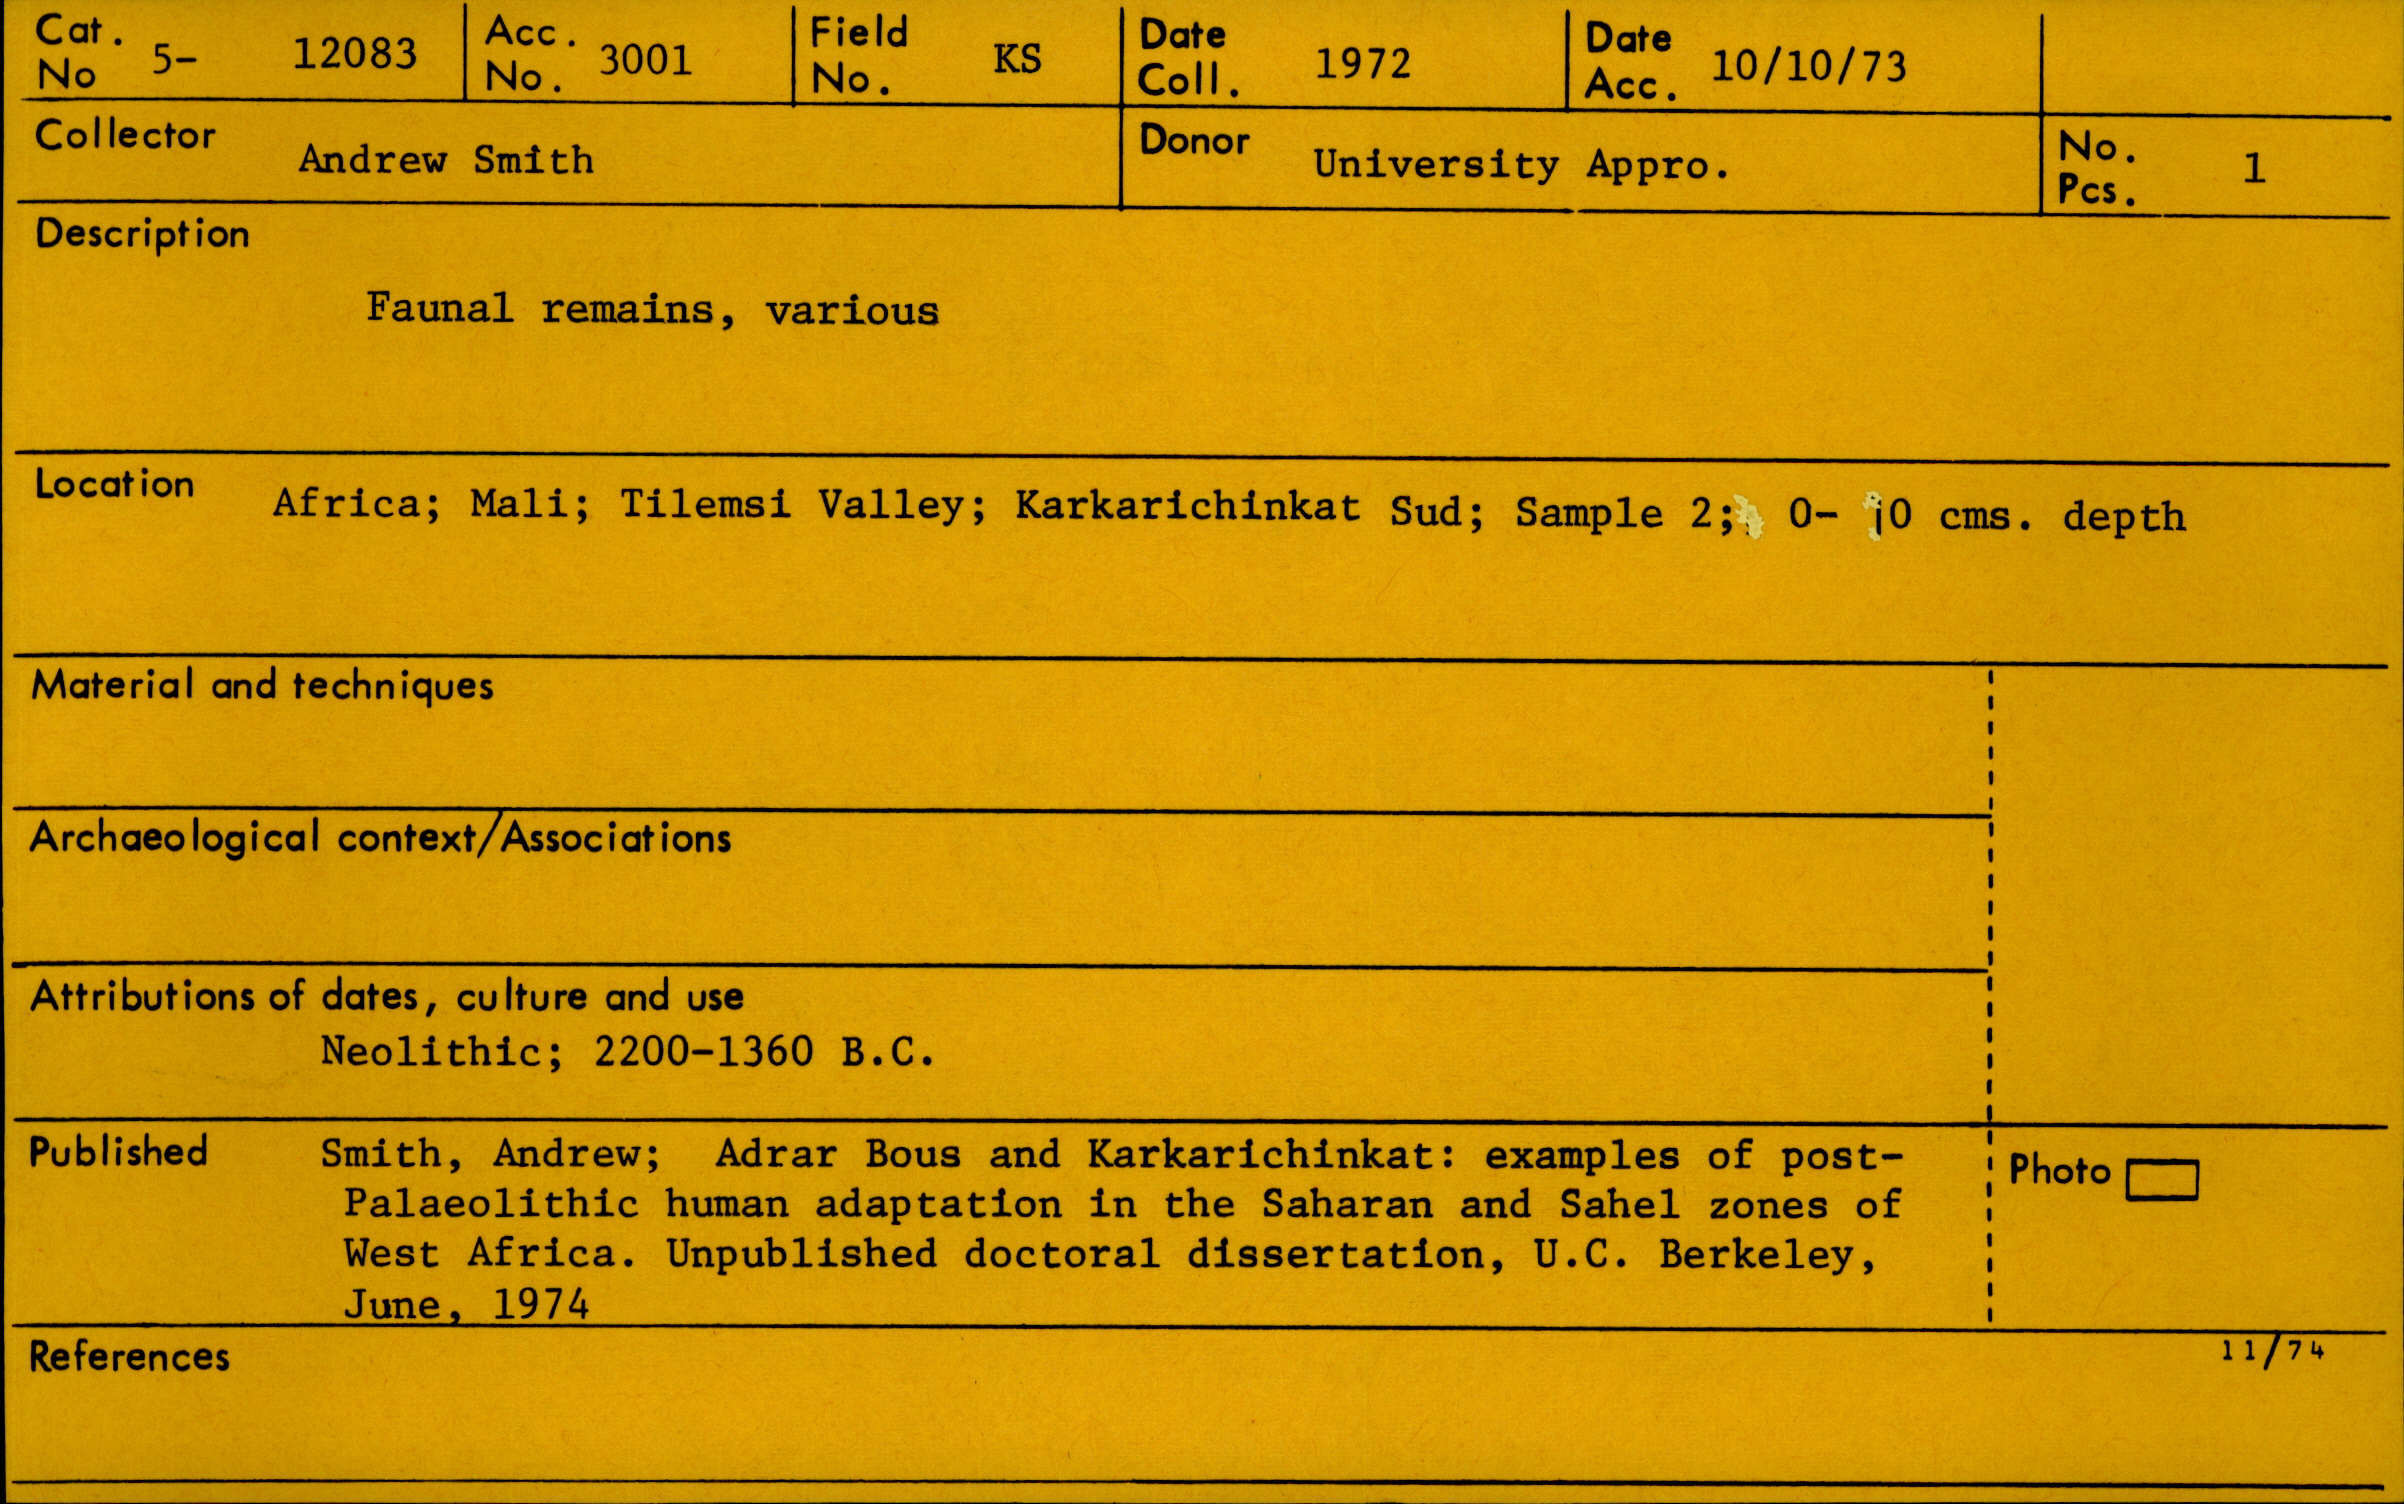 Cat. No 5- 12083 Acc. No. 3001 Field No. KS Date Coll. 1972 Date Acc. 10/10/73
Collector Andrew Smith Donor University Appro. No. Pcs. 1
Description
Faunal remains, various
Location Africa; Mali; Tilemsi Valley; Karkarichinkat Sud; Sample 2; 0- cms. depth
Material and techniques
Archaeological context/Associations
Attributions of dates, culture and use
Neolithic; 2200-1360 B.C.
Published Smith, Andrew; Adrar Bous and Karkarichinkat: examples of post-
Palaeolithic human adaptation in the Saharan and Sahel zones of
West Africa. Unpublished doctoral dissertation, U.C. Berkeley,
June, 1974
Photo
References 11/74